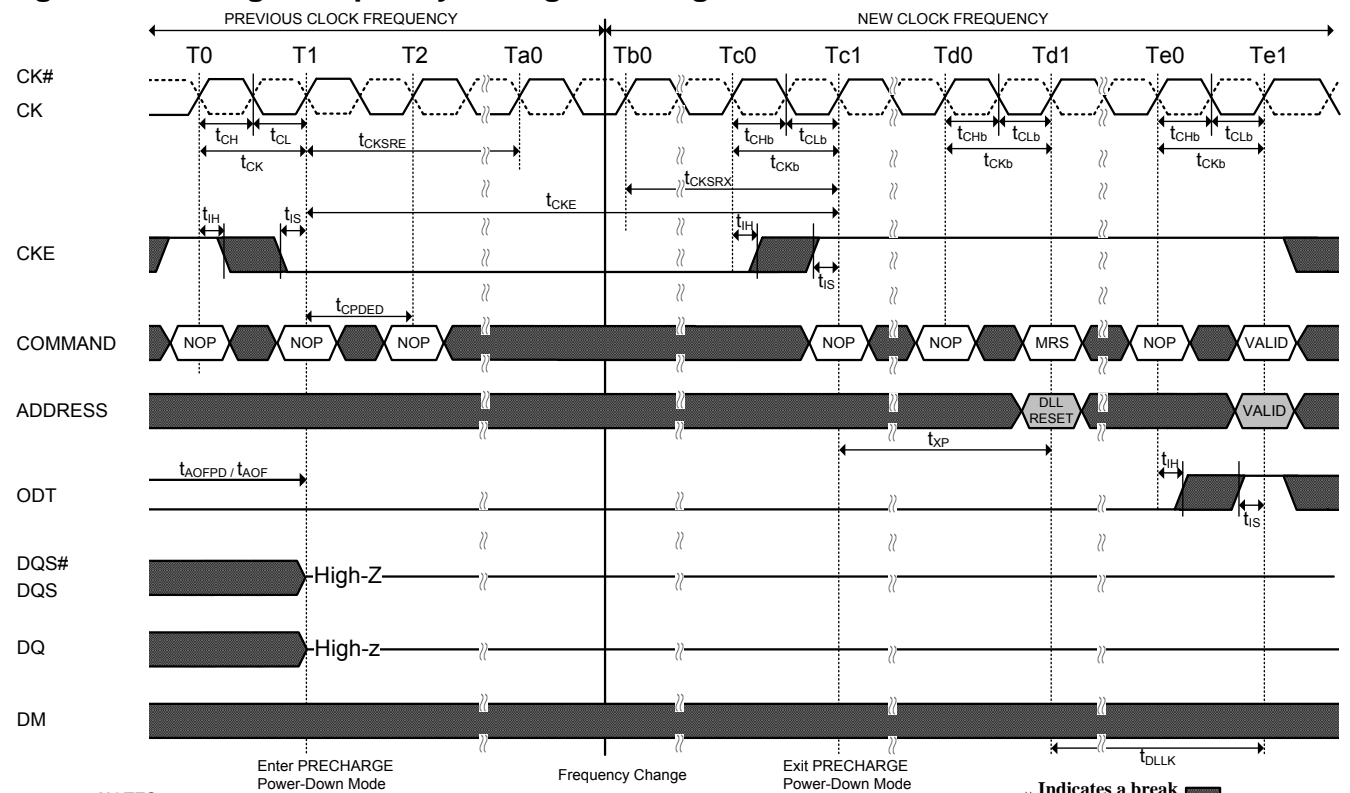 PREVIOUS CLOCK FREQUENCY NEW CLOCK FREQUENCY
T0 T1 T2 Ta0 Tb0 Tc0 Tc1 Td0 Td1 Te0 Te1
CK#
CK
tCH tCL tCHb tCLb tCHb tCLb tCHb tCLb
tCK tCKSRE tCKb tCKb tCKb
tCKSRX
tCKE
tIH tIS tIH
CKE
tIS
tCPDED
COMMAND NOP NOP NOP NOP NOP MRS NOP VALID
ADDRESS DLL RESET VALID
tXP
tAOFPD / tAOF tIH
ODT
tIS
DQS#
DQS High-Z
DQ High-z
DM
tDLLK
Enter PRECHARGE
Power-Down Mode
Frequency Change
Exit PRECHARGE
Power-Down Mode
Indicates a break